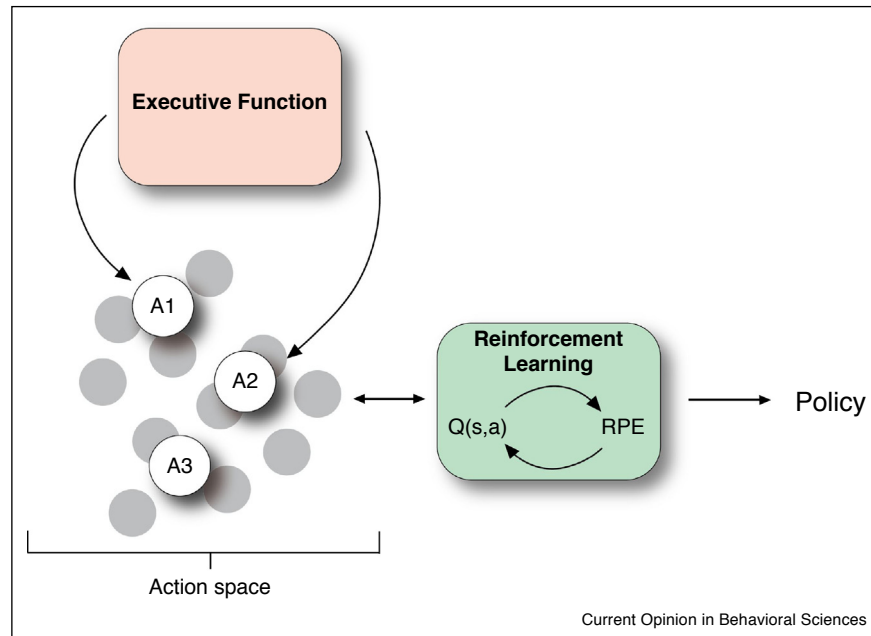 Executive Function
A1
A2
A3
Reinforcement
Learning
Q(s,a)
RPE
Policy
Action space
Current Opinion in Behavioral Sciences